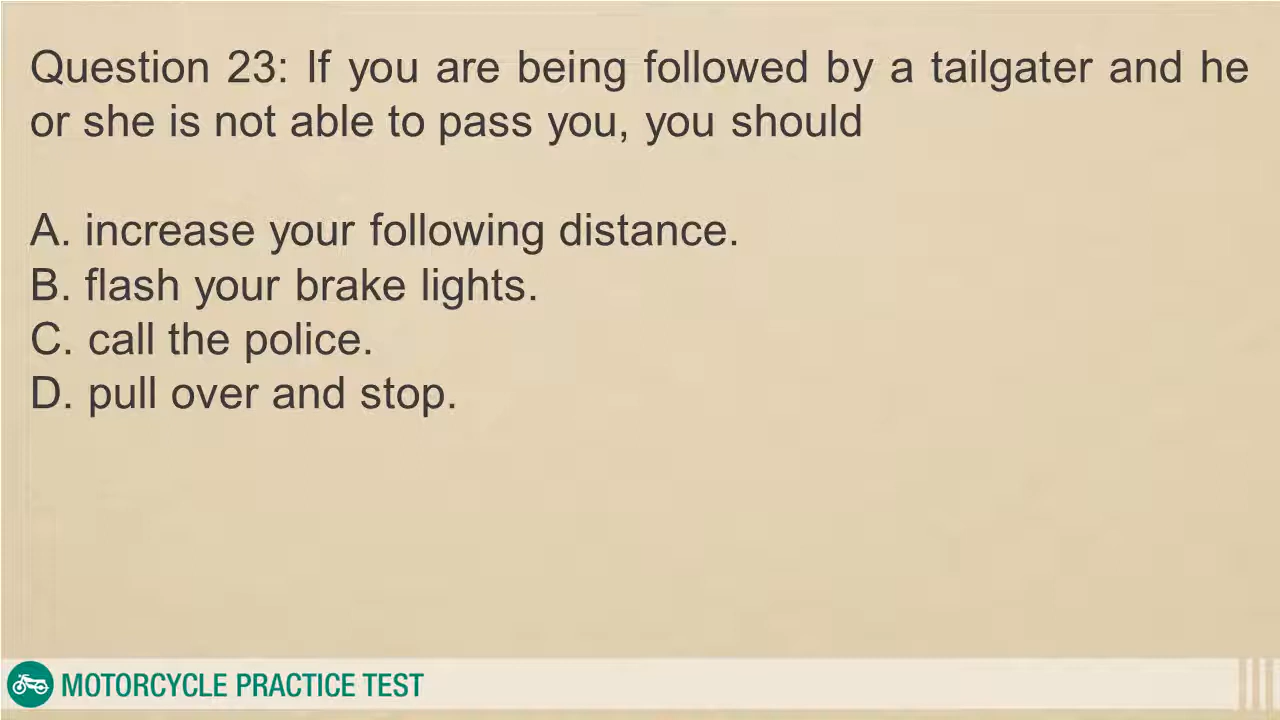 Question 23: If you are being followed by a tailgater and he
or she is not able to pass you, you should
A. increase your following distance.
B. flash your brake lights.
C. call the police.
D. pull over and stop.
MOTORCYCLE PRACTICE TEST